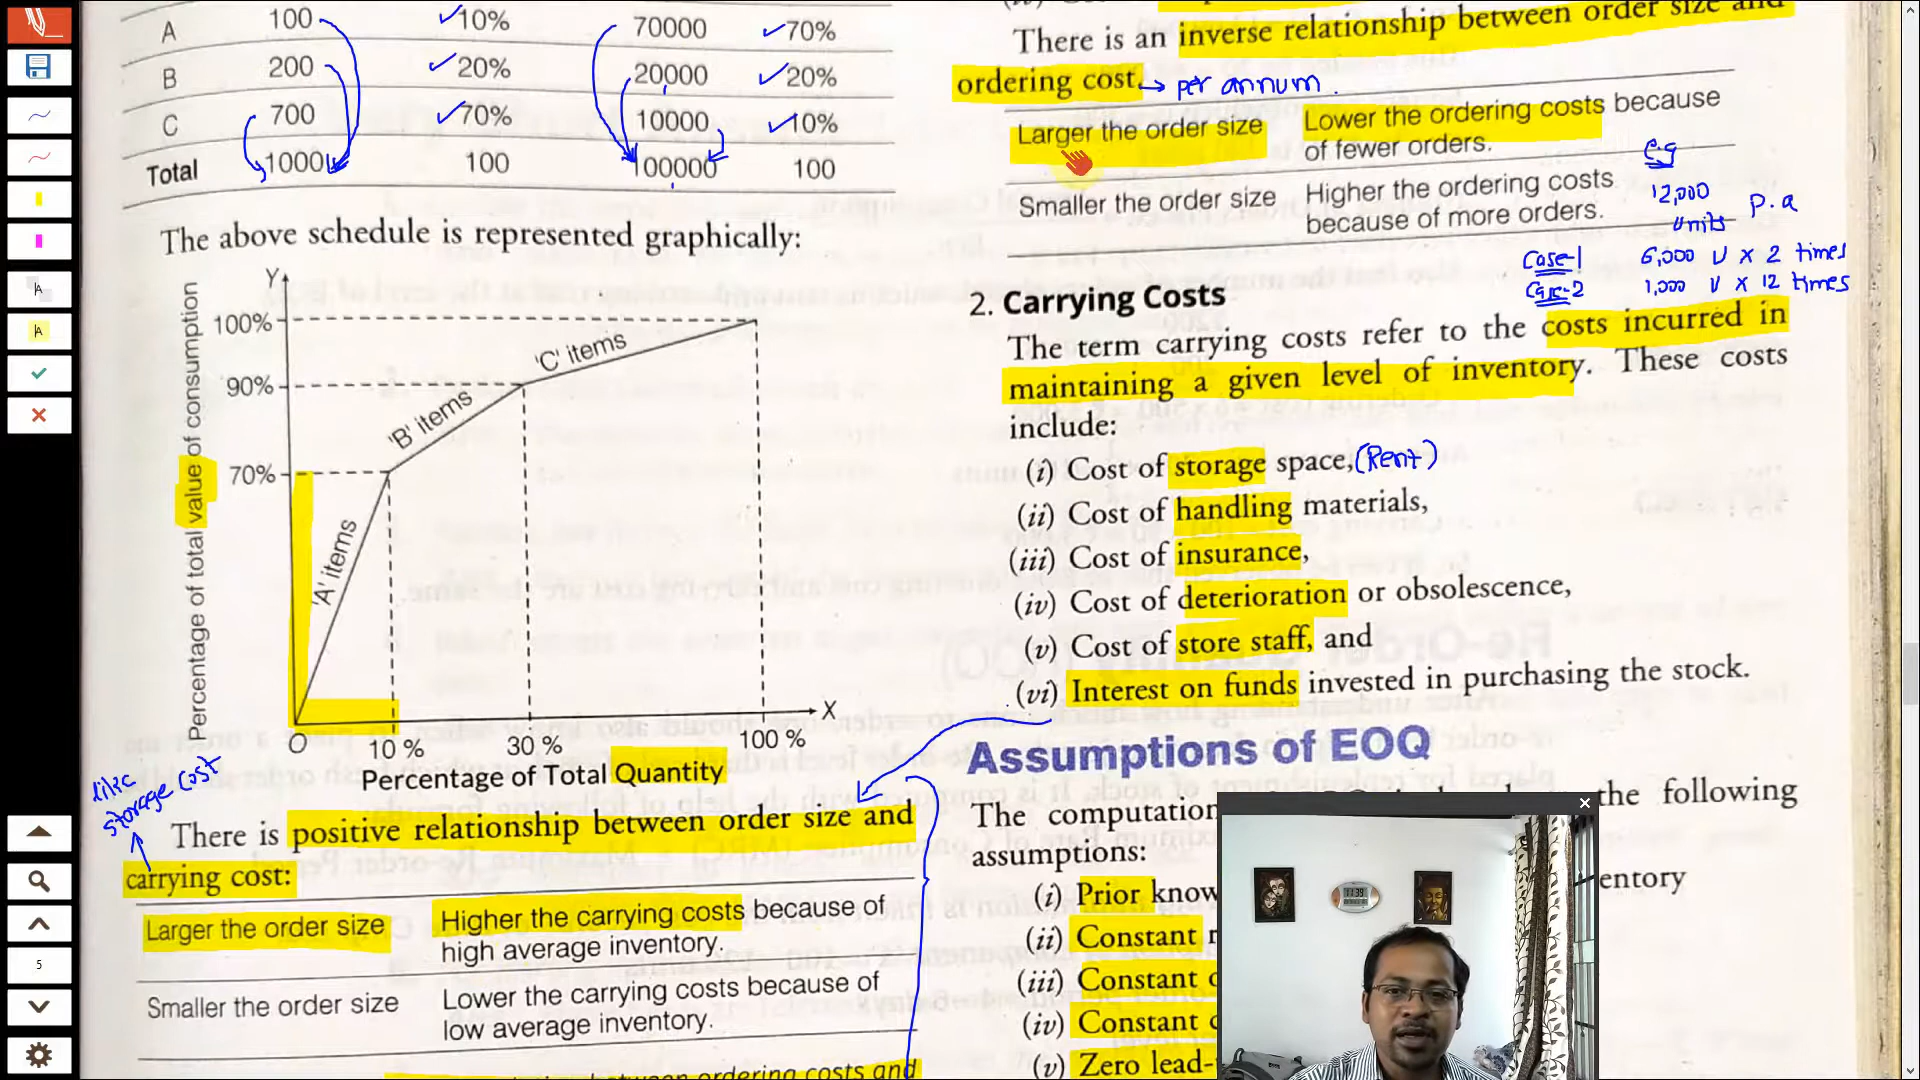 A 100 10% 70000 70%
B 200 20% 20000 20%
C 700 70% 10000 10%
Total 1000 100 100000 100
The above schedule is represented graphically:
Y
100%
90%
70%
Percentage of total value of consumption
'A' items
'B' items
'C' items
X
O 10 % 30 % 100 %
Percentage of Total Quantity
like
storage cost
There is positive relationship between order size and
carrying cost:
Larger the order size Higher the carrying costs because of
high average inventory.
Smaller the order size Lower the carrying costs because of
low average inventory.
between ordering costs and
There is an inverse relationship between order size and
ordering cost → per annum.
Larger the order size Lower the ordering costs because
of fewer orders.
Smaller the order size Higher the ordering costs
because of more orders.
e.g
12,000
units p.a
Case-1 6,000 U x 2 times
Case-2 1,000 U x 12 times
2. Carrying Costs
The term carrying costs refer to the costs incurred in
maintaining a given level of inventory. These costs
include:
(i) Cost of storage space, (Rent)
(ii) Cost of handling materials,
(iii) Cost of insurance,
(iv) Cost of deterioration or obsolescence,
(v) Cost of store staff, and
(vi) Interest on funds invested in purchasing the stock.
Assumptions of EOQ
The computation the following
assumptions:
(i) Prior know entory
(ii) Constant
(iii) Constant
(iv) Constant
(v) Zero lead-
5
11:39